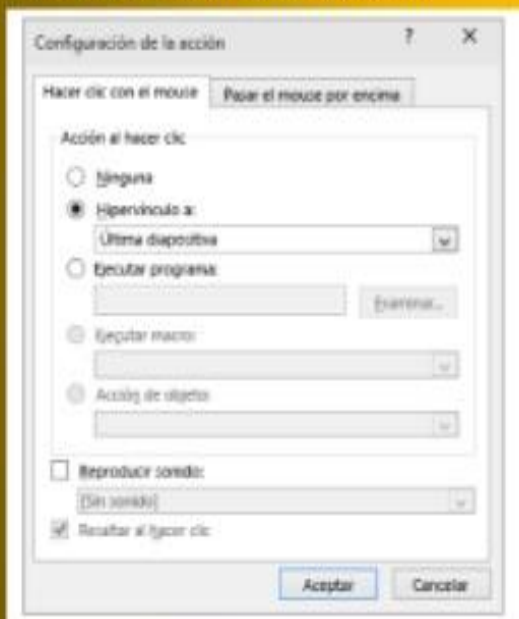 Configuración de la acción ? ×
Hacer clic con el mouse Pasar el mouse por encima
Acción al hacer clic
Ninguna
Hipervínculo a:
Última diapositiva
Ejecutar programa:
Examinar...
Ejecutar macro:
Acción de objeto:
Reproducir sonido:
[Sin sonido]
Resaltar al hacer clic
Aceptar Cancelar